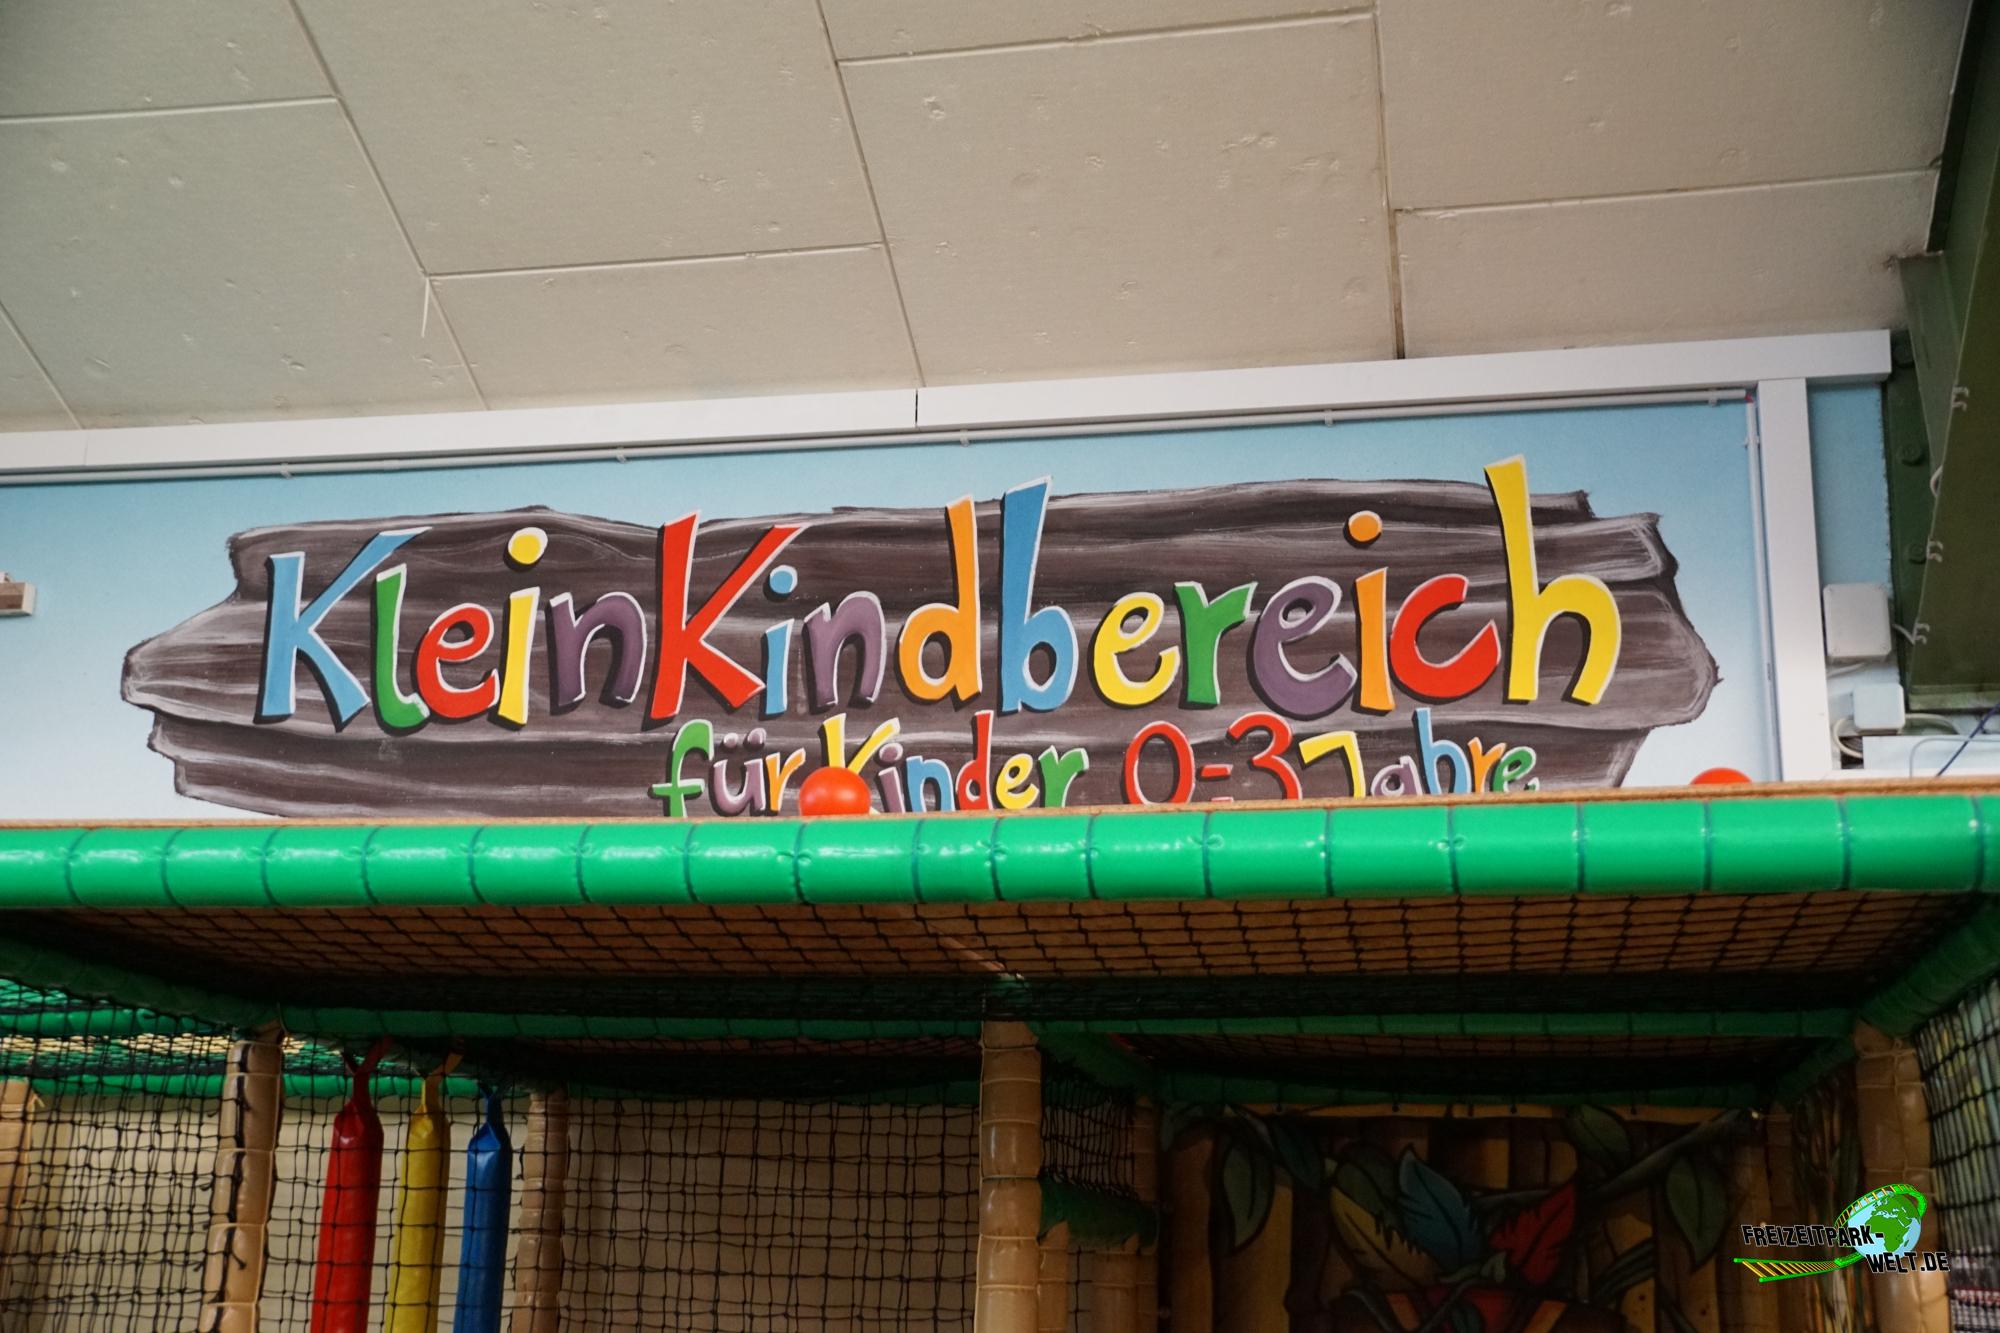 KleinKindbereich
für Kinder 0-3 Jahre
FREIZEITPARK-
WELT.DE